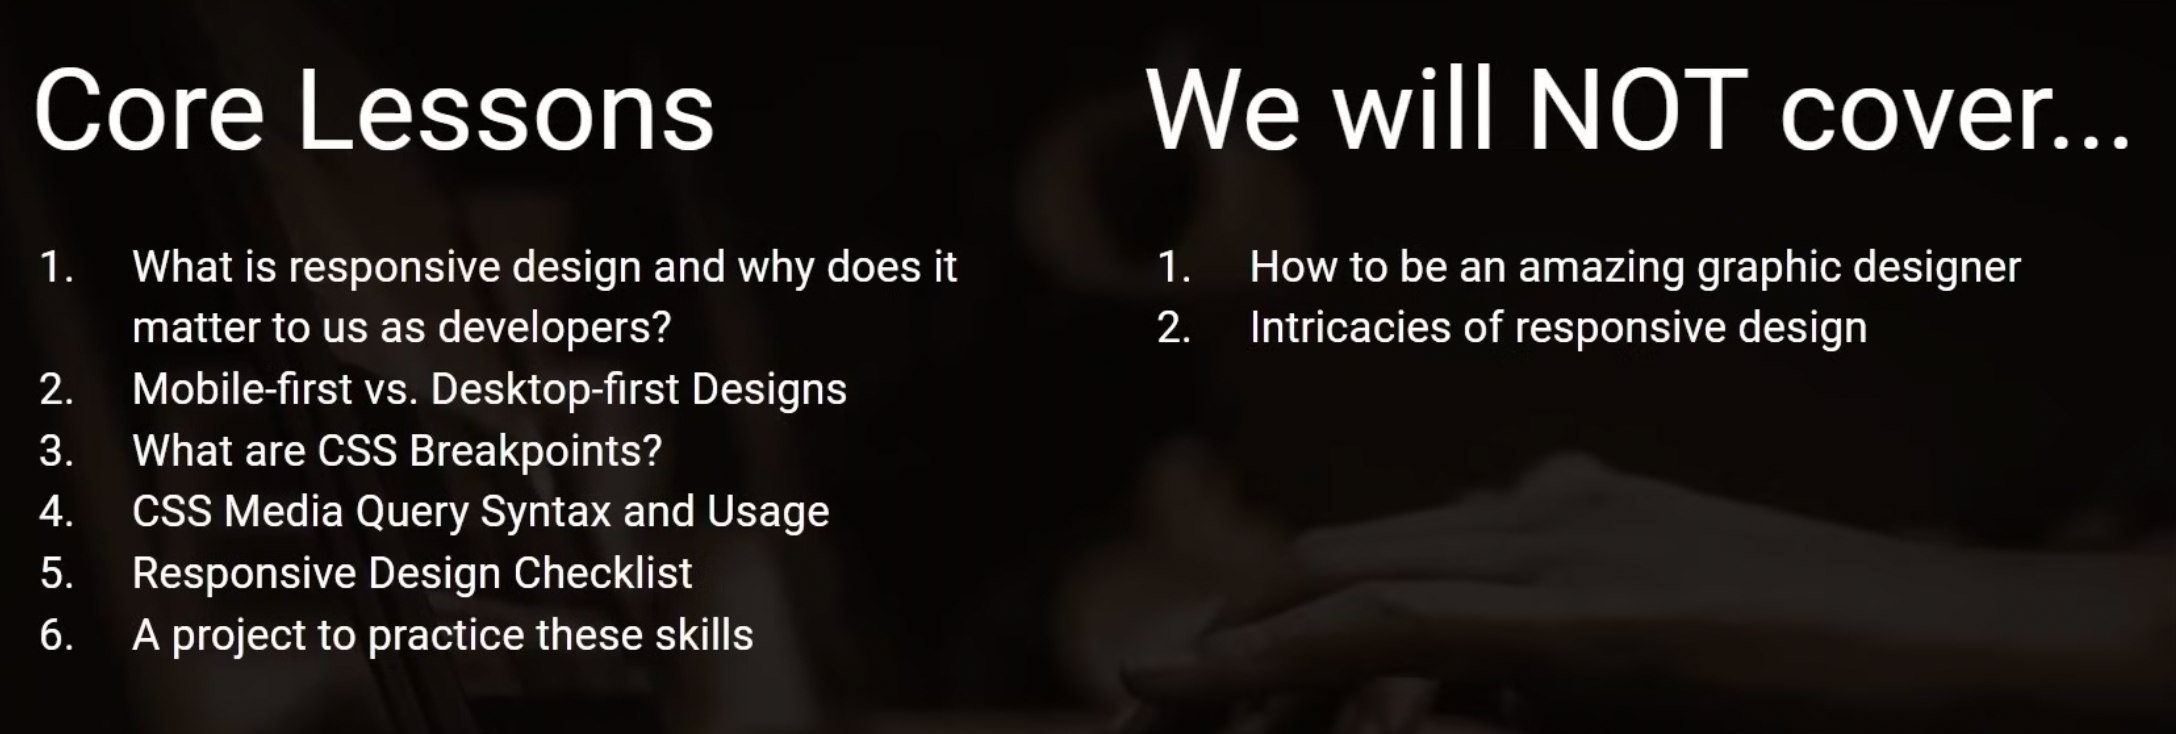 Core Lessons
1. What is responsive design and why does it
matter to us as developers?
2. Mobile-first vs. Desktop-first Designs
3. What are CSS Breakpoints?
4. CSS Media Query Syntax and Usage
5. Responsive Design Checklist
6. A project to practice these skills
We will NOT cover...
1. How to be an amazing graphic designer
2. Intricacies of responsive design